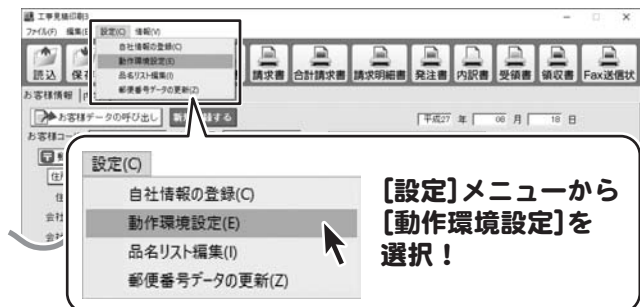 工事見積印刷3
ファイル(F) 編集(E) 設定(C) 情報(V)
自社情報の登録(C)
動作環境設定(E)
品名リスト編集(I)
郵便番号データの更新(Z)
読込 保存 請求書 合計請求書 請求明細書 発注書 内訳書 受領書 領収書 Fax送信状
お客様情報
お客様データの呼び出し
平成27 年 06 月 18 日
お客様コード
設定(C)
自社情報の登録(C)
動作環境設定(E)
品名リスト編集(I)
郵便番号データの更新(Z)
[設定]メニューから
[動作環境設定]を
選択！